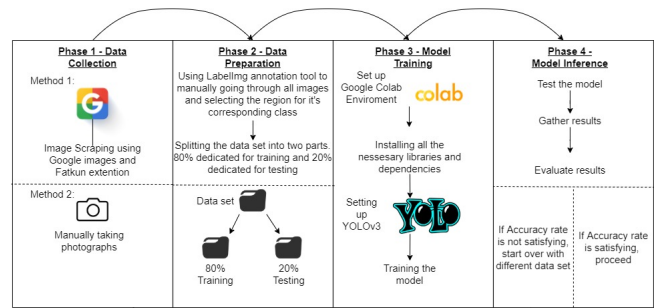 Phase 1 - Data
Collection
Method 1:
G
Image Scraping using
Google images and
Fatkun extention
Method 2:
Manually taking
photographs
Phase 2 - Data
Preparation
Using LabelImg annotation tool to
manually going through all images
and selecting the region for it's
corresponding class
Splitting the data set into two parts.
80% dedicated for training and 20%
dedicated for testing
Data set
80%
Training
20%
Testing
Phase 3 - Model
Training
Set up
Google Colab
Enviroment
colab
Installing all the
nessesary libraries and
dependencies
Setting
up
YOLOv3
YOLO
Training the
model
Phase 4 -
Model Inference
Test the model
Gather results
Evaluate results
If Accuracy rate
is not satisfying,
start over with
different data set
If Accuracy rate
is satisfying,
proceed